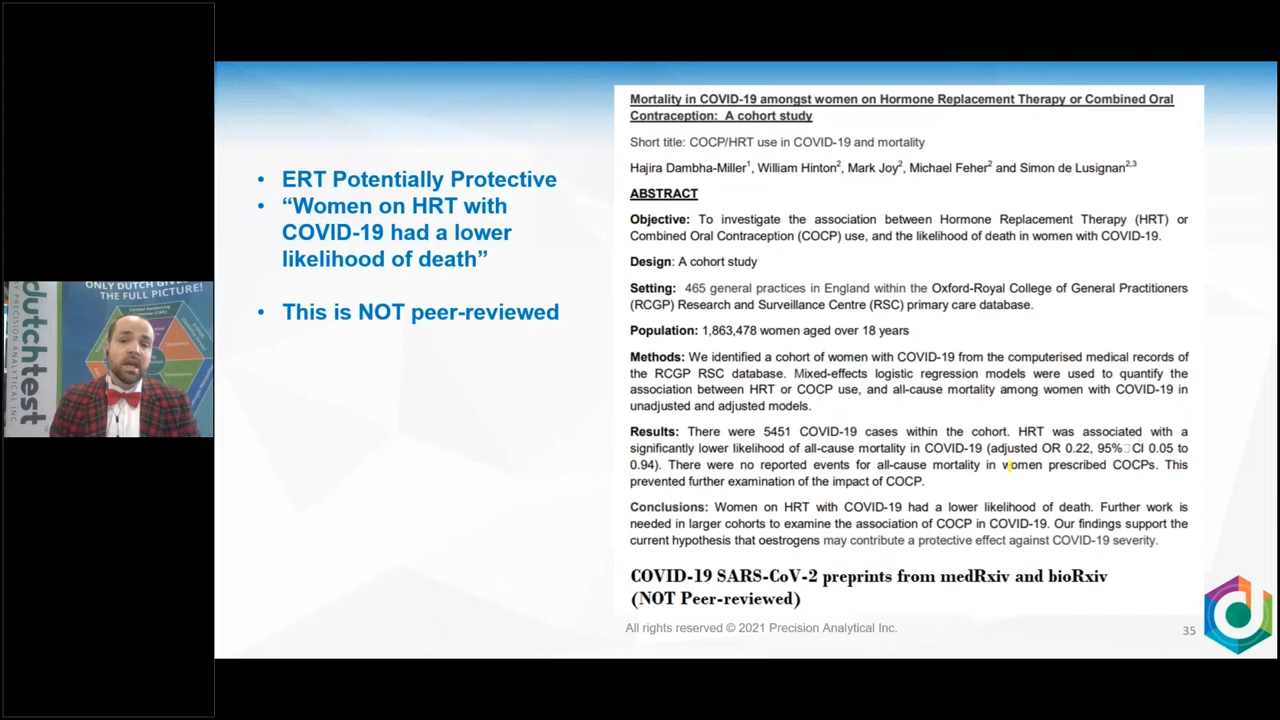 • ERT Potentially Protective
• “Women on HRT with
COVID-19 had a lower
likelihood of death”
• This is NOT peer-reviewed
Mortality in COVID-19 amongst women on Hormone Replacement Therapy or Combined Oral
Contraception: A cohort study
Short title: COCP/HRT use in COVID-19 and mortality
Hajira Dambha-Miller1, William Hinton2, Mark Joy2, Michael Feher2 and Simon de Lusignan2,3
ABSTRACT
Objective: To investigate the association between Hormone Replacement Therapy (HRT) or
Combined Oral Contraception (COCP) use, and the likelihood of death in women with COVID-19.
Design: A cohort study
Setting: 465 general practices in England within the Oxford-Royal College of General Practitioners
(RCGP) Research and Surveillance Centre (RSC) primary care database.
Population: 1,863,478 women aged over 18 years
Methods: We identified a cohort of women with COVID-19 from the computerised medical records of
the RCGP RSC database. Mixed-effects logistic regression models were used to quantify the
association between HRT or COCP use, and all-cause mortality among women with COVID-19 in
unadjusted and adjusted models.
Results: There were 5451 COVID-19 cases within the cohort. HRT was associated with a
significantly lower likelihood of all-cause mortality in COVID-19 (adjusted OR 0.22, 95% CI 0.05 to
0.94). There were no reported events for all-cause mortality in women prescribed COCPs. This
prevented further examination of the impact of COCP.
Conclusions: Women on HRT with COVID-19 had a lower likelihood of death. Further work is
needed in larger cohorts to examine the association of COCP in COVID-19. Our findings support the
current hypothesis that oestrogens may contribute a protective effect against COVID-19 severity.
COVID-19 SARS-CoV-2 preprints from medRxiv and bioRxiv
(NOT Peer-reviewed)
All rights reserved © 2021 Precision Analytical Inc.
35
ONLY DUTCH
THE FULL PICTURE!
dutchtest
PRECISION ANALYTICAL INC.